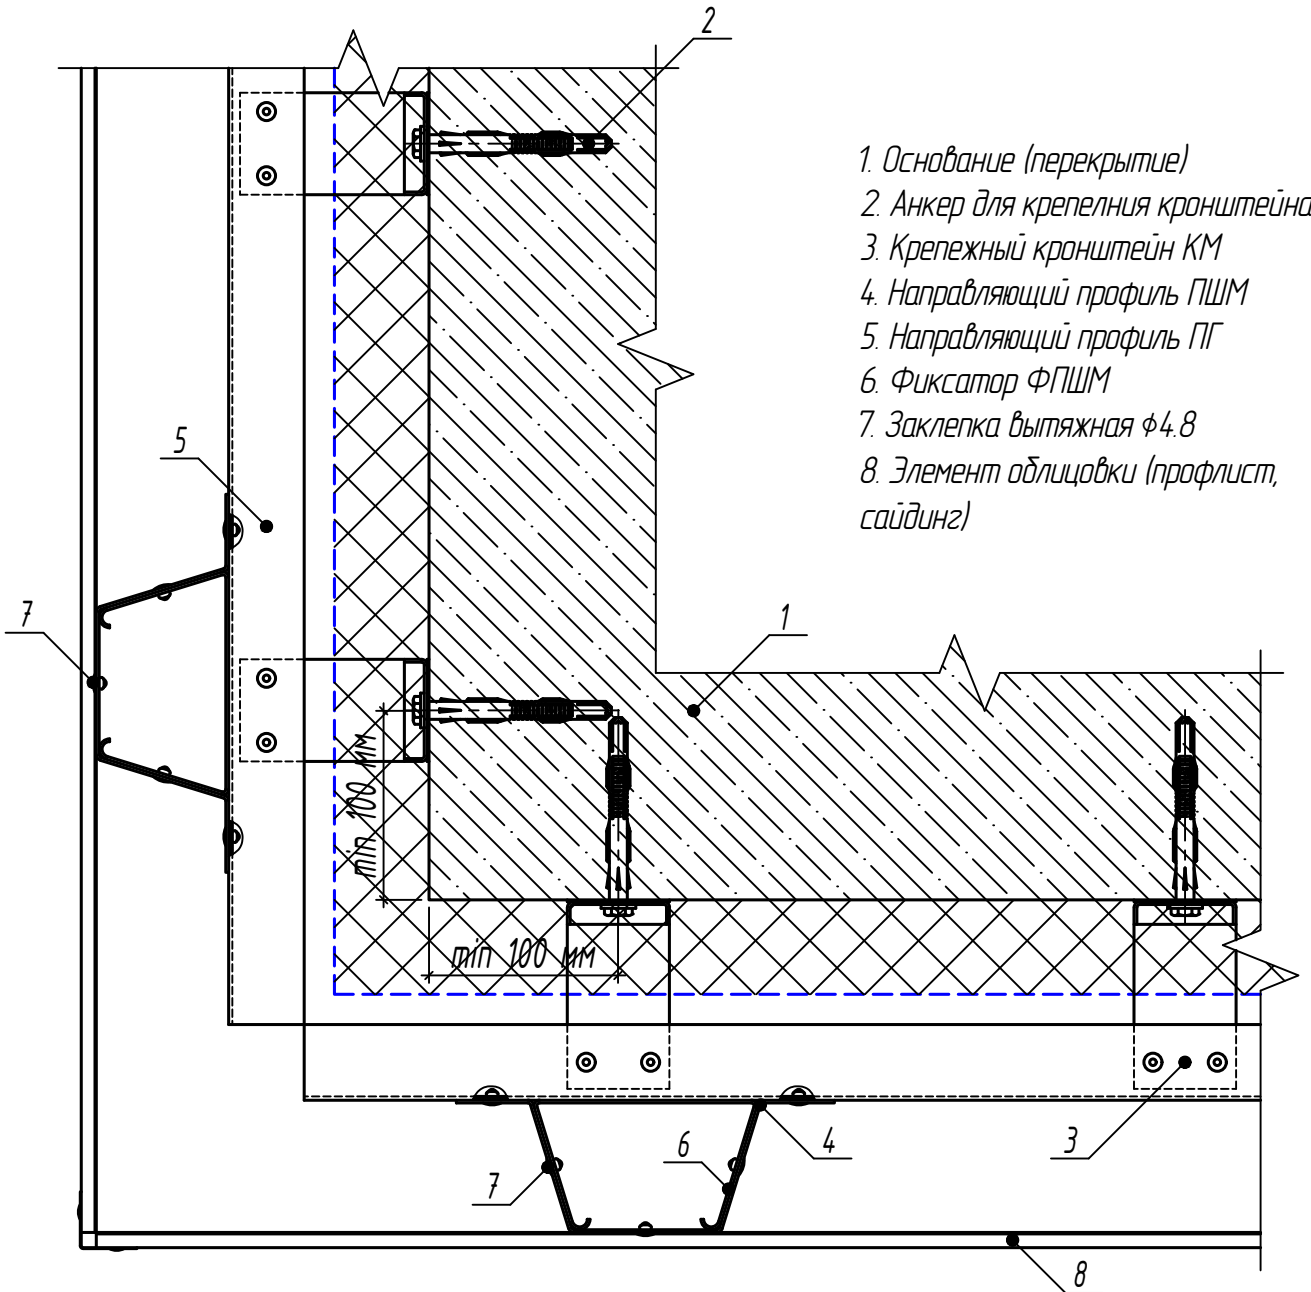 2
1. Основание (перекрытие)
2. Анкер для крепелния кронштейна
3. Крепежный кронштейн КМ
4. Направляющий профиль ПШМ
5. Направляющий профиль ПГ
6. Фиксатор ФПШМ
7. Заклепка вытяжная ϕ4.8
8. Элемент облицовки (профлист,
сайдинг)
5
7
1
min 100 мм
min 100 мм
6
4
3
7
8